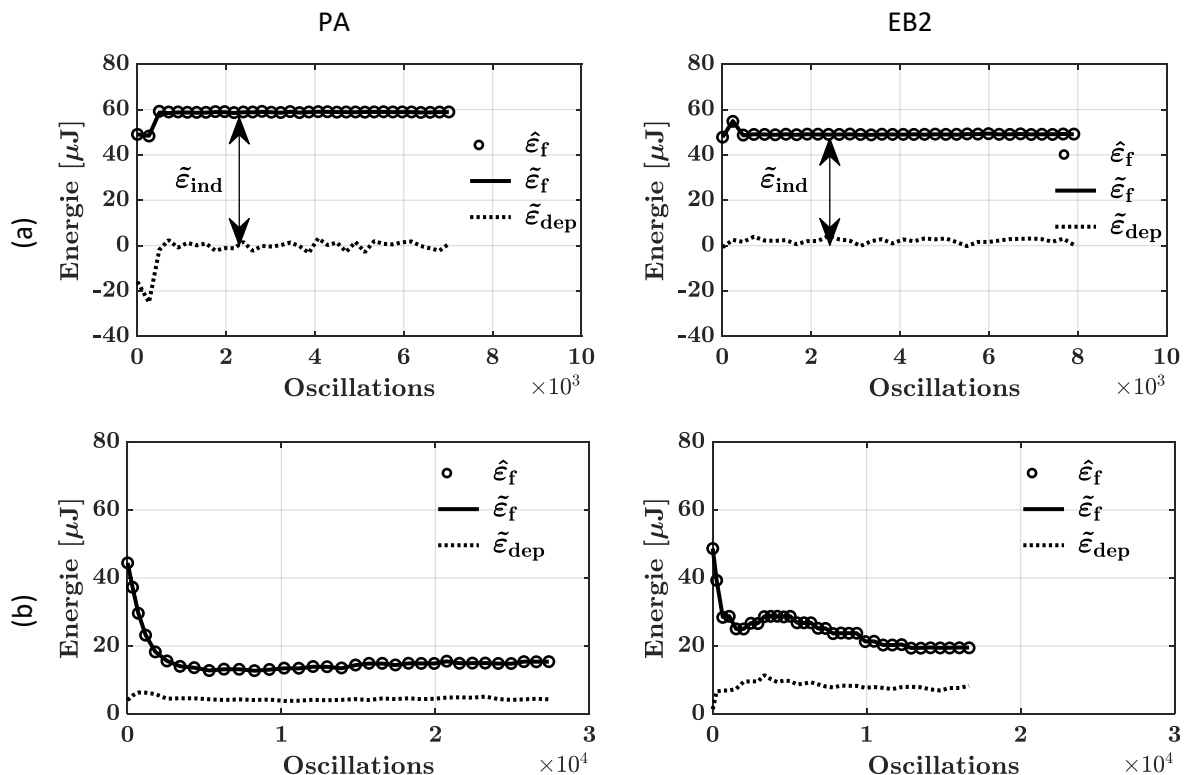 PA
EB2
(a)
Energie [μJ]
80
60
40
20
0
-20
-40
ε̃ind
ε̂f
ε̃f
ε̃dep
0 2 4 6 8 10
Oscillations ×10³
Energie [μJ]
80
60
40
20
0
-20
-40
ε̃ind
ε̂f
ε̃f
ε̃dep
0 2 4 6 8 10
Oscillations ×10³
(b)
Energie [μJ]
80
60
40
20
0
ε̂f
ε̃f
ε̃dep
0 1 2 3
Oscillations ×10⁴
Energie [μJ]
80
60
40
20
0
ε̂f
ε̃f
ε̃dep
0 1 2 3
Oscillations ×10⁴